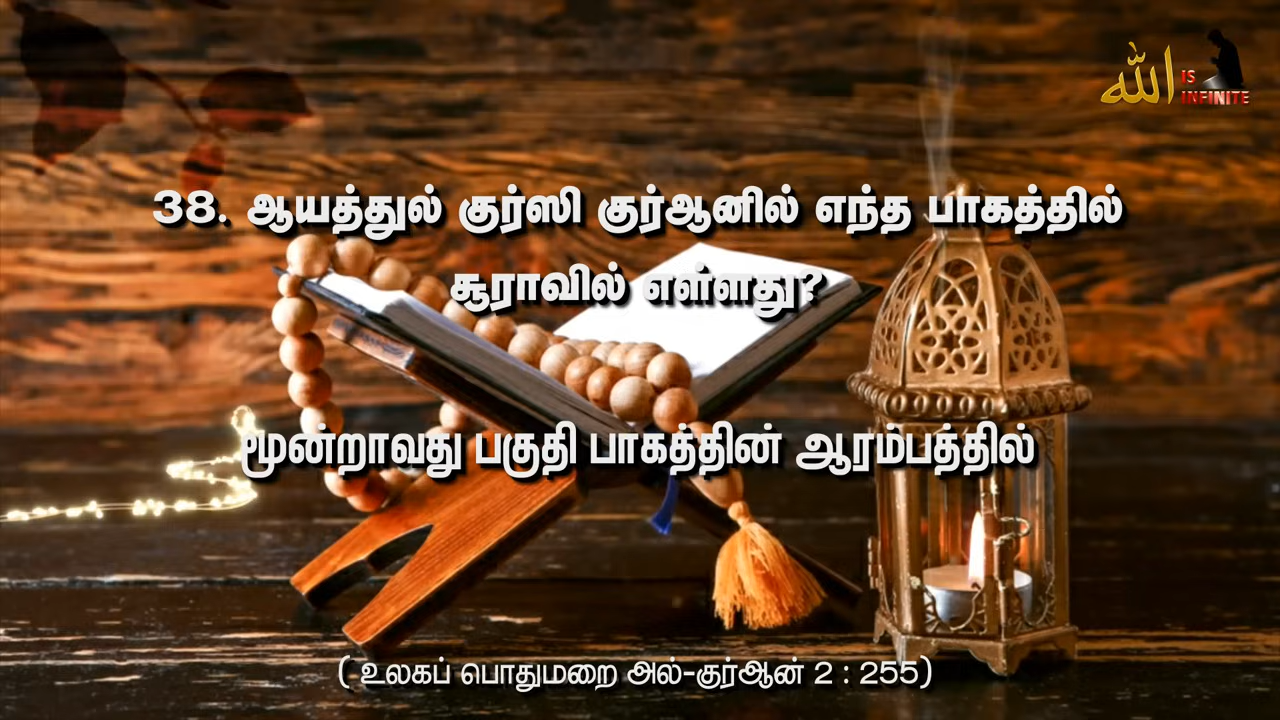 الله
IS
INFINITE
38. ஆயத்துல் குர்ஸி குர்ஆனில் எந்த பாகத்தில்
சூராவில் எள்ளது?
மூன்றாவது பகுதி பாகத்தின் ஆரம்பத்தில்
( உலகப் பொதுமறை அல்-குர்ஆன் 2 : 255)